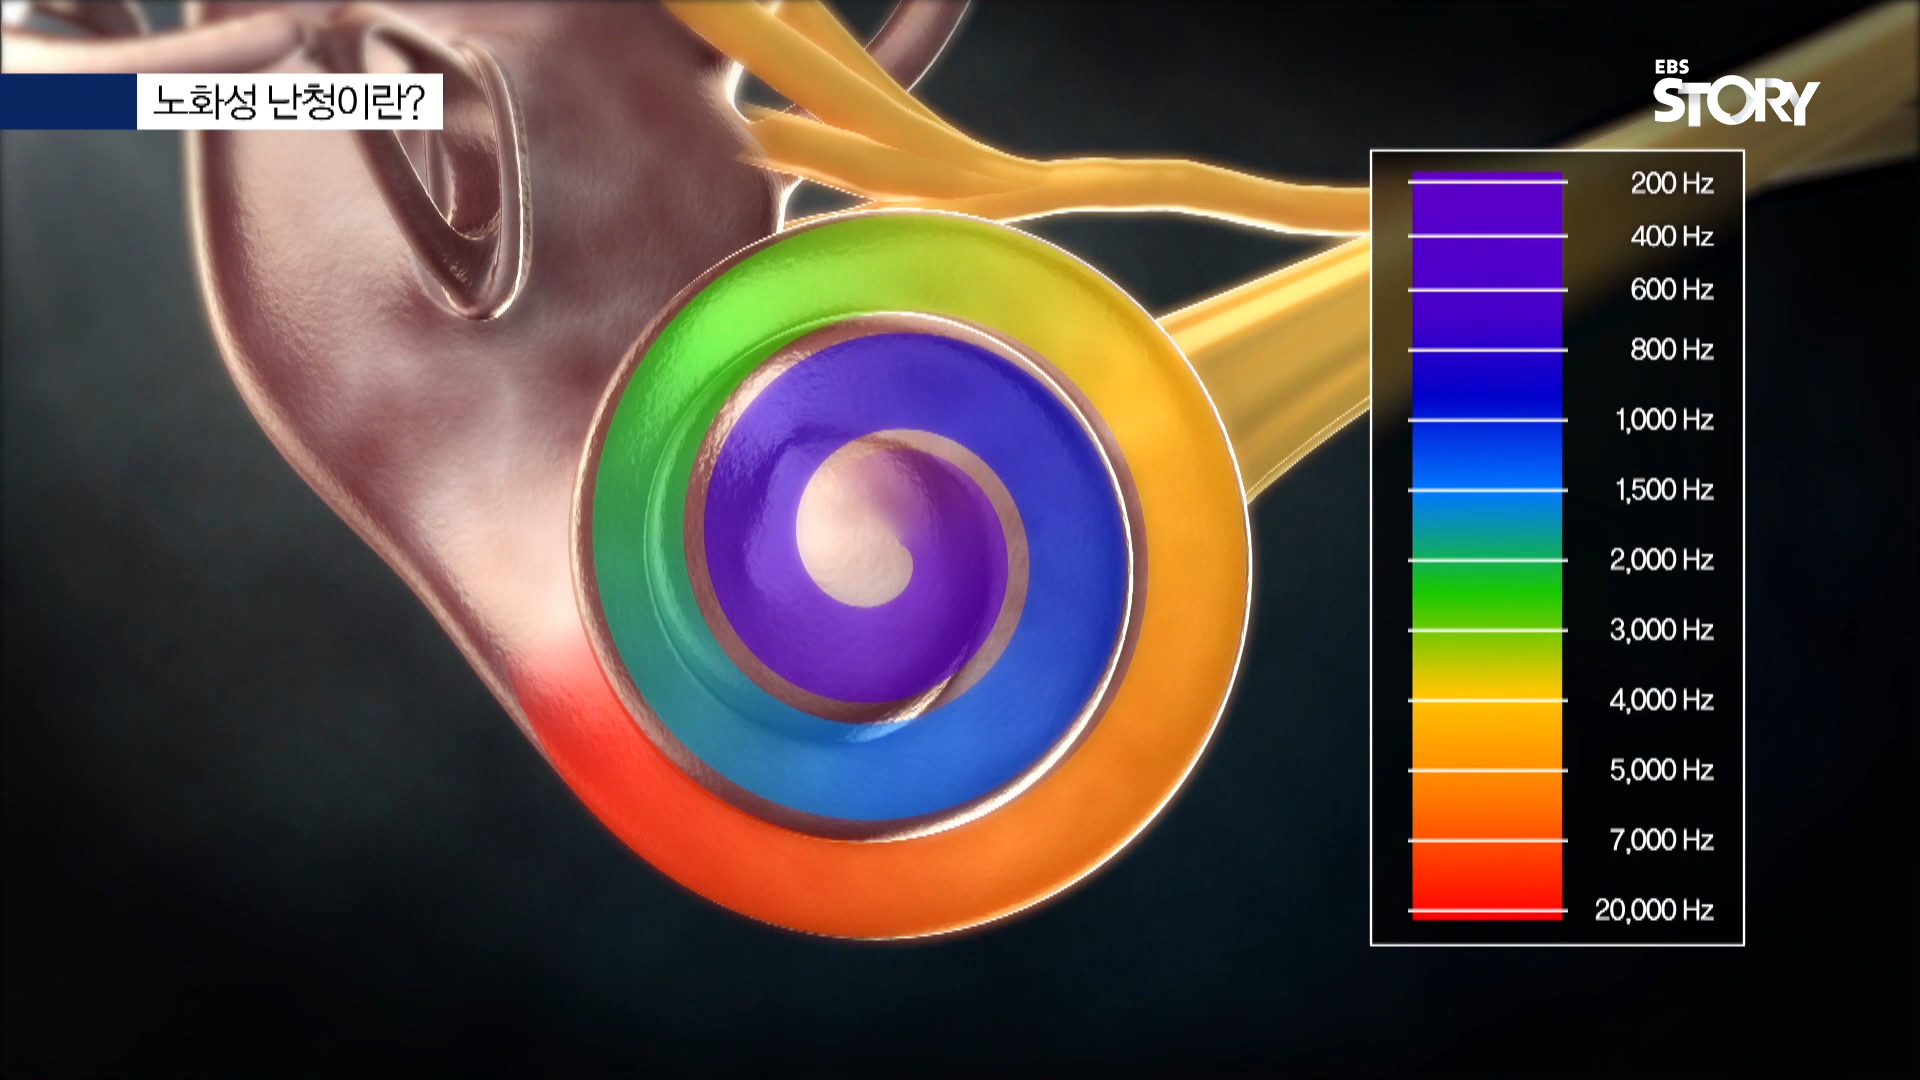 노화성 난청이란?
EBS
STORY
200 Hz
400 Hz
600 Hz
800 Hz
1,000 Hz
1,500 Hz
2,000 Hz
3,000 Hz
4,000 Hz
5,000 Hz
7,000 Hz
20,000 Hz